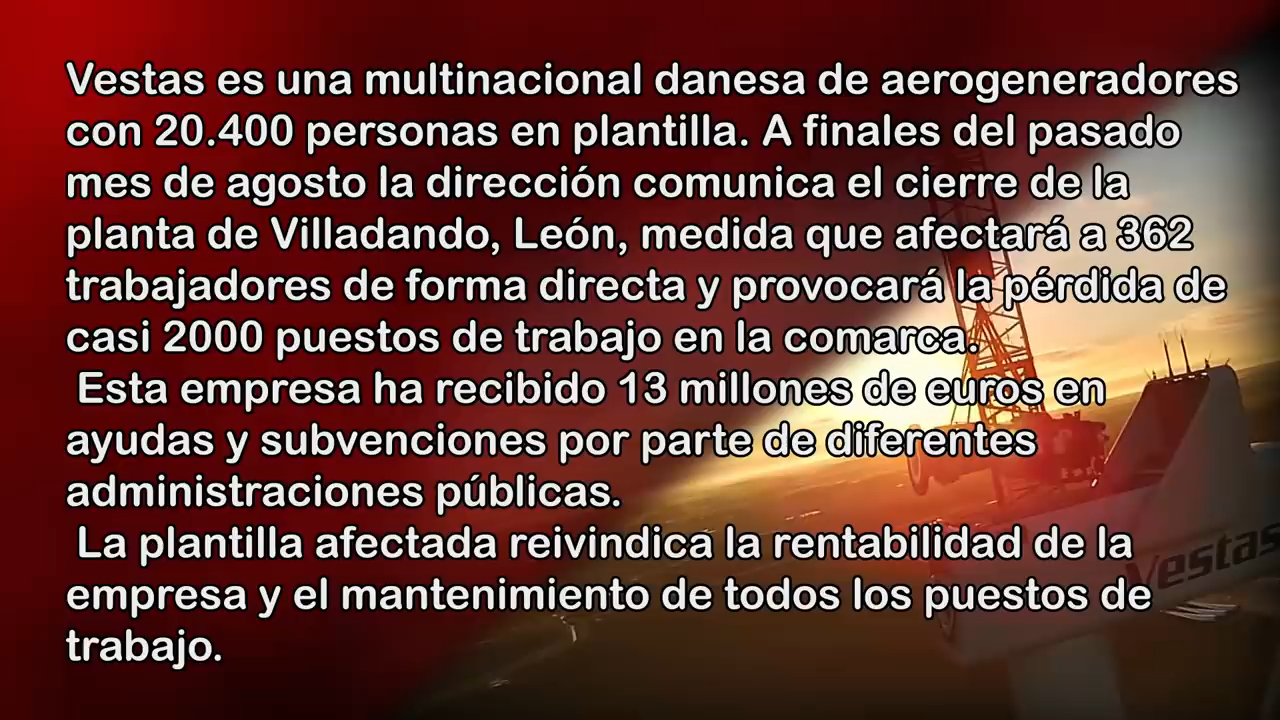 Vestas es una multinacional danesa de aerogeneradores
con 20.400 personas en plantilla. A finales del pasado
mes de agosto la dirección comunica el cierre de la
planta de Villadando, León, medida que afectará a 362
trabajadores de forma directa y provocará la pérdida de
casi 2000 puestos de trabajo en la comarca.
Esta empresa ha recibido 13 millones de euros en
ayudas y subvenciones por parte de diferentes
administraciones públicas.
La plantilla afectada reivindica la rentabilidad de la
empresa y el mantenimiento de todos los puestos de
trabajo.
Vestas